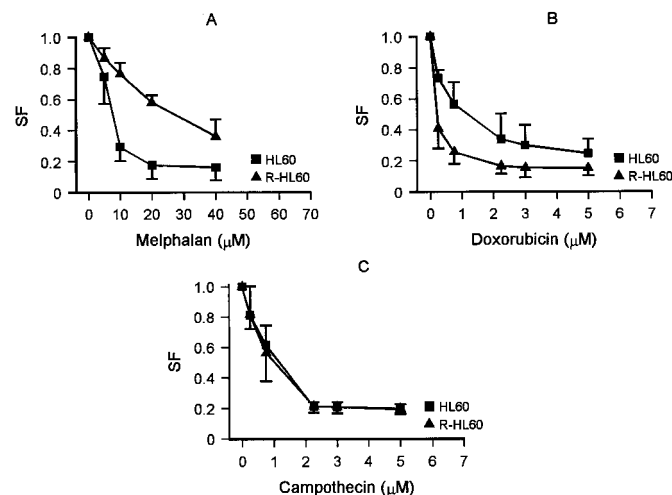 A
SF
1.0
0.8
0.6
0.4
0.2
0
HL60
R-HL60
0 10 20 30 40 50 60 70
Melphalan (μM)
B
SF
1.0
0.8
0.6
0.4
0.2
0
HL60
R-HL60
0 1 2 3 4 5 6 7
Doxorubicin (μM)
C
SF
1.0
0.8
0.6
0.4
0.2
0
HL60
R-HL60
0 1 2 3 4 5 6 7
Campothecin (μM)